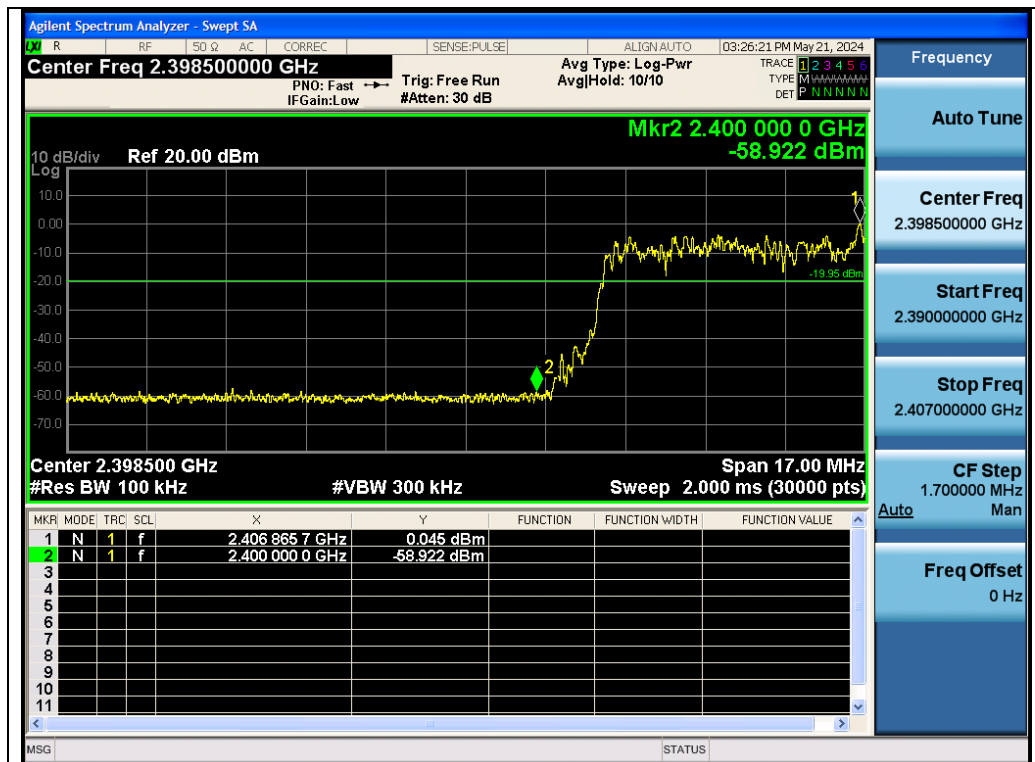 Agilent Spectrum Analyzer - Swept SA
LXI R RF 50 Ω AC CORREC SENSE:PULSE ALIGN AUTO 03:26:21 PM May 21, 2024
Center Freq 2.398500000 GHz
PNO: Fast
IFGain:Low
Trig: Free Run
#Atten: 30 dB
Avg Type: Log-Pwr
Avg|Hold: 10/10
TRACE 1 2 3 4 5 6
TYPE M W W W W W
DET P N N N N N
Mkr2 2.400 000 0 GHz
-58.922 dBm
10 dB/div Ref 20.00 dBm
Log
10.0
0.00
-10.0
-20.0
-30.0
-40.0
-50.0
-60.0
-70.0
1
-19.95 dBm
2
Center 2.398500 GHz Span 17.00 MHz
#Res BW 100 kHz #VBW 300 kHz Sweep 2.000 ms (30000 pts)
MKR MODE TRC SCL X Y FUNCTION FUNCTION WIDTH FUNCTION VALUE
1 N 1 f 2.406 865 7 GHz 0.045 dBm
2 N 1 f 2.400 000 0 GHz -58.922 dBm
3
4
5
6
7
8
9
10
11
MSG STATUS
Frequency
Auto Tune
Center Freq
2.398500000 GHz
Start Freq
2.390000000 GHz
Stop Freq
2.407000000 GHz
CF Step
1.700000 MHz
Auto Man
Freq Offset
0 Hz